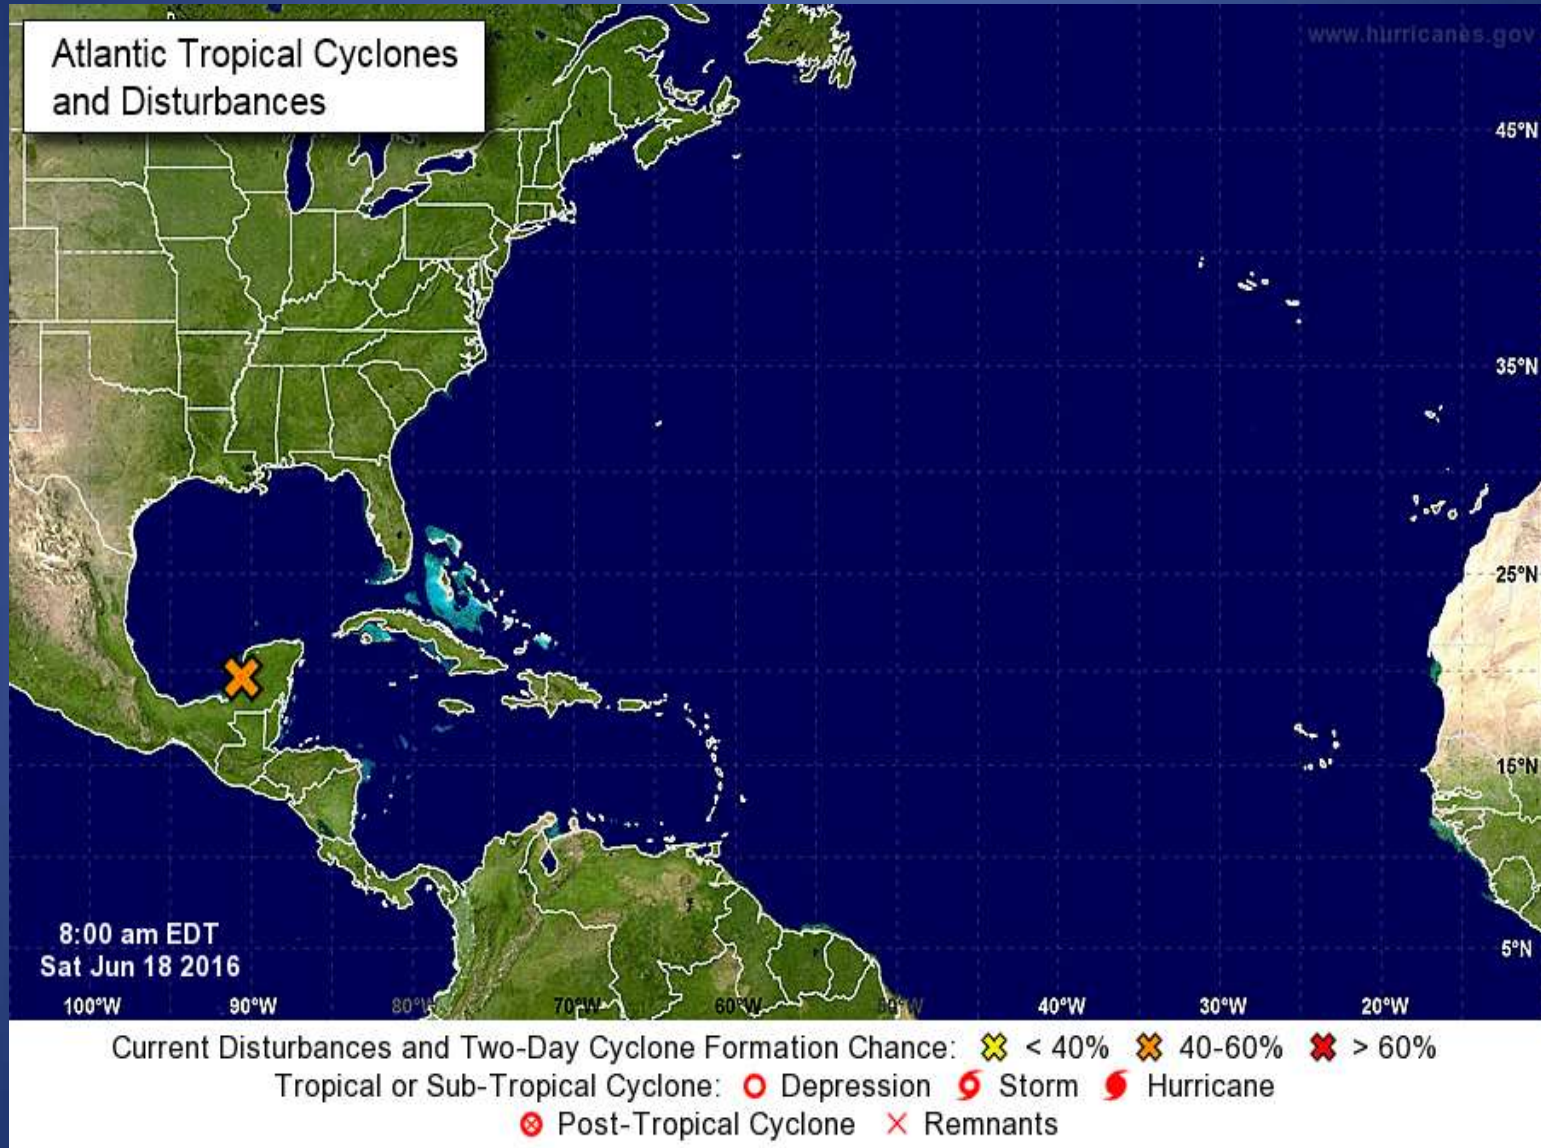 Atlantic Tropical Cyclones
and Disturbances
www.hurricanes.gov
45°N
35°N
25°N
15°N
5°N
8:00 am EDT
Sat Jun 18 2016
100°W 90°W 80°W 70°W 60°W 50°W 40°W 30°W 20°W
Current Disturbances and Two-Day Cyclone Formation Chance: < 40% 40-60% > 60%
Tropical or Sub-Tropical Cyclone: Depression Storm Hurricane
Post-Tropical Cyclone Remnants